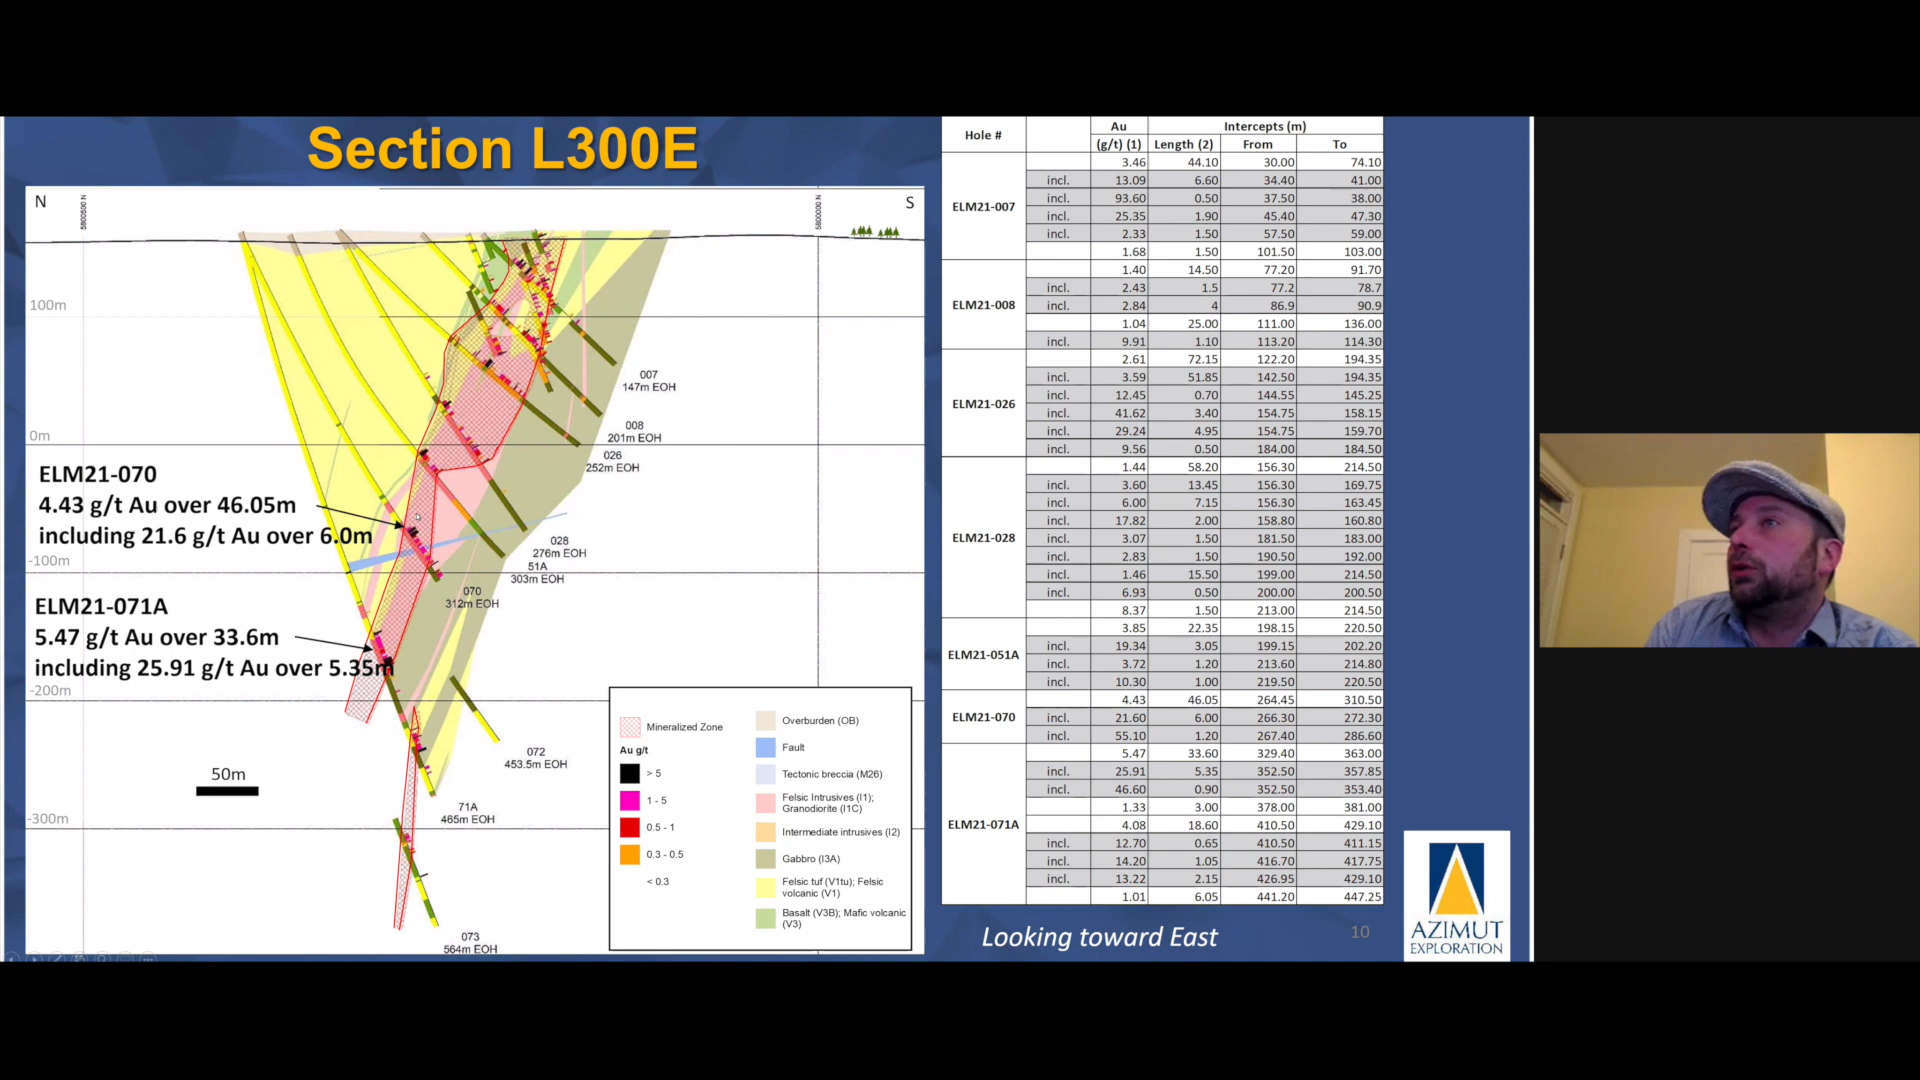 Section L300E
N
S
5800500 N
5800000 N
100m
0m
-100m
-200m
-300m
ELM21-070
4.43 g/t Au over 46.05m
including 21.6 g/t Au over 6.0m
ELM21-071A
5.47 g/t Au over 33.6m
including 25.91 g/t Au over 5.35m
50m
007
147m EOH
008
201m EOH
026
252m EOH
028
276m EOH
51A
303m EOH
070
312m EOH
072
453.5m EOH
71A
465m EOH
073
564m EOH
Mineralized Zone
Au g/t
> 5
1 - 5
0.5 - 1
0.3 - 0.5
< 0.3
Overburden (OB)
Fault
Tectonic breccia (M26)
Felsic Intrusives (I1);
Granodiorite (I1C)
Intermediate intrusives (I2)
Gabbro (I3A)
Felsic tuf (V1tu); Felsic
volcanic (V1)
Basalt (V3B); Mafic volcanic
(V3)
Hole # Au Intercepts (m)
(g/t) (1) Length (2) From To
ELM21-007
3.46 44.10 30.00 74.10
incl. 13.09 6.60 34.40 41.00
incl. 93.60 0.50 37.50 38.00
incl. 25.35 1.90 45.40 47.30
incl. 2.33 1.50 57.50 59.00
1.68 1.50 101.50 103.00
ELM21-008
1.40 14.50 77.20 91.70
incl. 2.43 1.5 77.2 78.7
incl. 2.84 4 86.9 90.9
1.04 25.00 111.00 136.00
incl. 9.91 1.10 113.20 114.30
ELM21-026
2.61 72.15 122.20 194.35
incl. 3.59 51.85 142.50 194.35
incl. 12.45 0.70 144.55 145.25
incl. 41.62 3.40 154.75 158.15
incl. 29.24 4.95 154.75 159.70
incl. 9.56 0.50 184.00 184.50
ELM21-028
1.44 58.20 156.30 214.50
incl. 3.60 13.45 156.30 169.75
incl. 6.00 7.15 156.30 163.45
incl. 17.82 2.00 158.80 160.80
incl. 3.07 1.50 181.50 183.00
incl. 2.83 1.50 190.50 192.00
incl. 1.46 15.50 199.00 214.50
incl. 6.93 0.50 200.00 200.50
8.37 1.50 213.00 214.50
ELM21-051A
3.85 22.35 198.15 220.50
incl. 19.34 3.05 199.15 202.20
incl. 3.72 1.20 213.60 214.80
incl. 10.30 1.00 219.50 220.50
ELM21-070
4.43 46.05 264.45 310.50
incl. 21.60 6.00 266.30 272.30
incl. 55.10 1.20 267.40 286.60
ELM21-071A
5.47 33.60 329.40 363.00
incl. 25.91 5.35 352.50 357.85
incl. 46.60 0.90 352.50 353.40
1.33 3.00 378.00 381.00
4.08 18.60 410.50 429.10
incl. 12.70 0.65 410.50 411.15
incl. 14.20 1.05 416.70 417.75
incl. 13.22 2.15 426.95 429.10
1.01 6.05 441.20 447.25
Looking toward East
10
AZIMUT
EXPLORATION